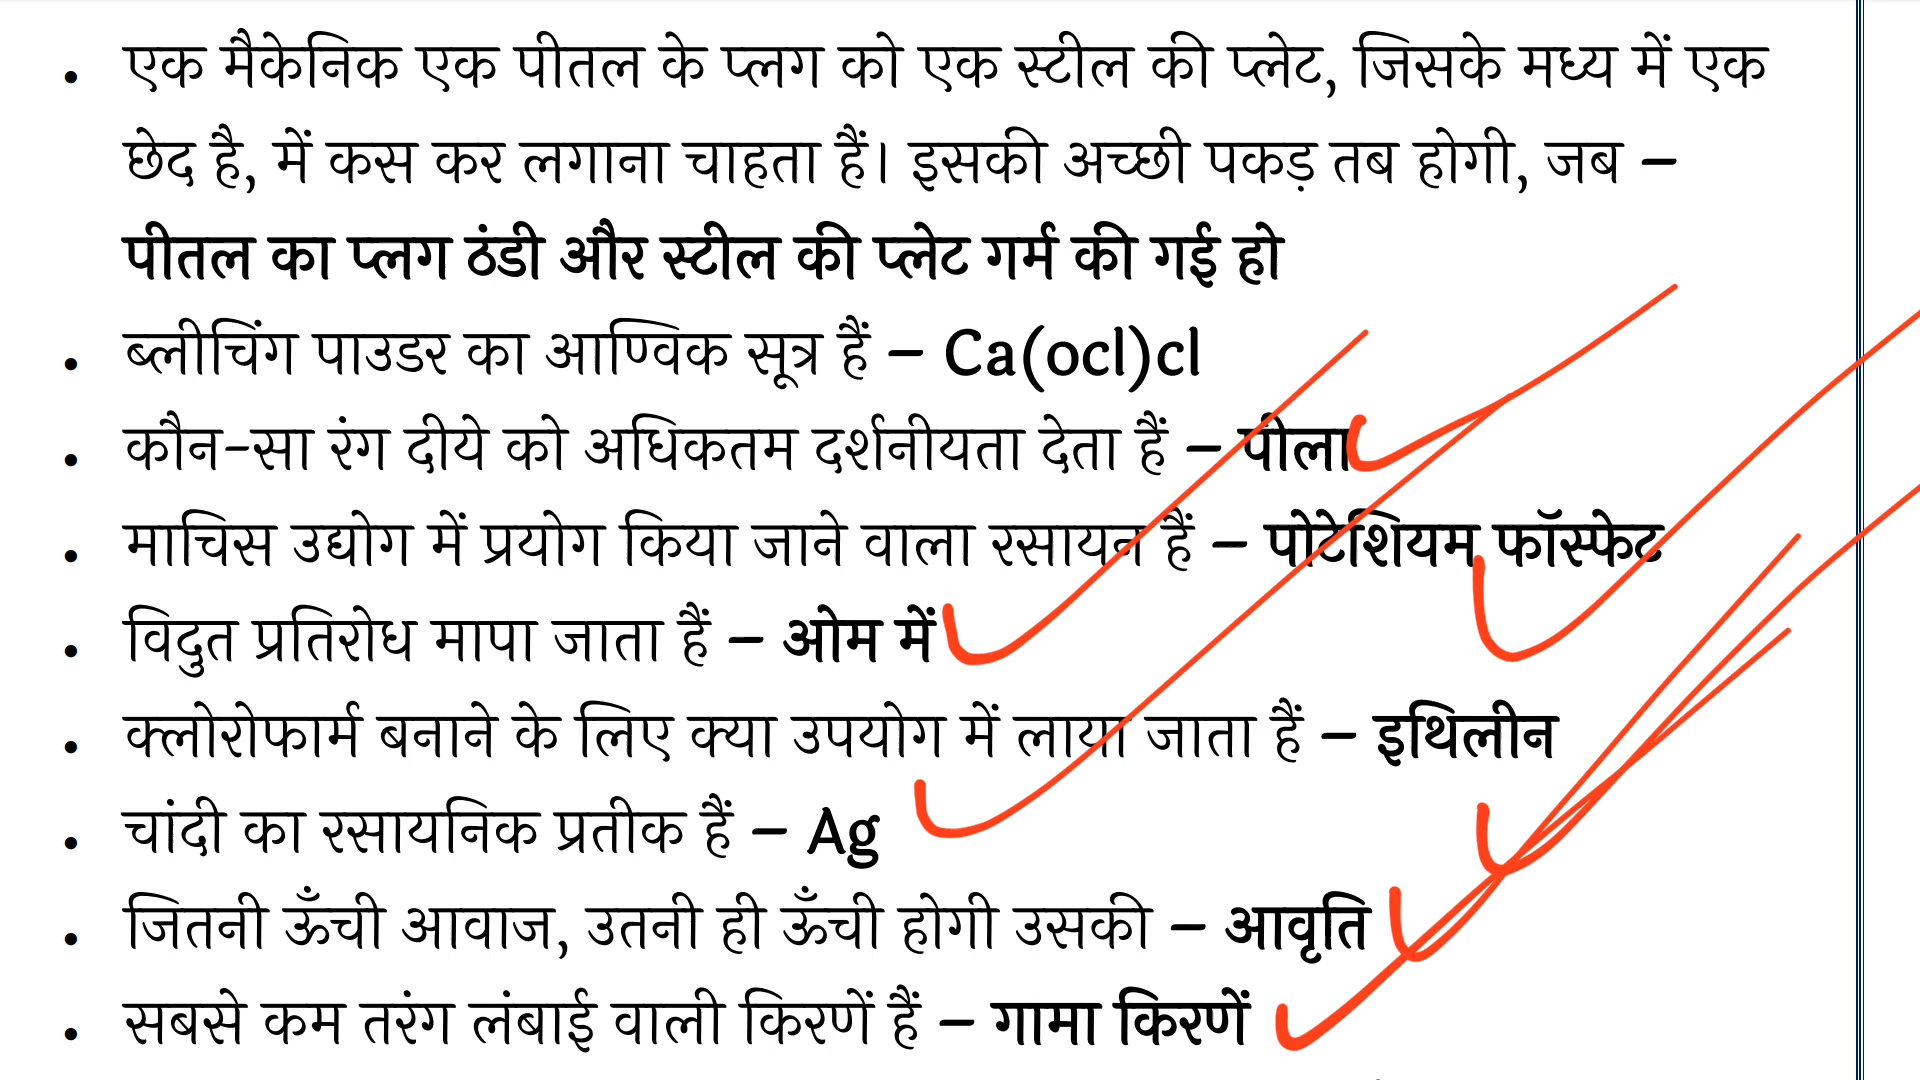 • एक मैकेनिक एक पीतल के प्लग को एक स्टील की प्लेट, जिसके मध्य में एक
छेद है, में कस कर लगाना चाहता हैं। इसकी अच्छी पकड़ तब होगी, जब –
पीतल का प्लग ठंडी और स्टील की प्लेट गर्म की गई हो
• ब्लीचिंग पाउडर का आण्विक सूत्र हैं – Ca(ocl)cl
• कौन-सा रंग दीये को अधिकतम दर्शनीयता देता हैं – पीला
• माचिस उद्योग में प्रयोग किया जाने वाला रसायन हैं – पोटेशियम फॉस्फेट
• विदुत प्रतिरोध मापा जाता हैं – ओम में
• क्लोरोफार्म बनाने के लिए क्या उपयोग में लाया जाता हैं – इथिलीन
• चांदी का रसायनिक प्रतीक हैं – Ag
• जितनी ऊँची आवाज, उतनी ही ऊँची होगी उसकी – आवृति
• सबसे कम तरंग लंबाई वाली किरणें हैं – गामा किरणें